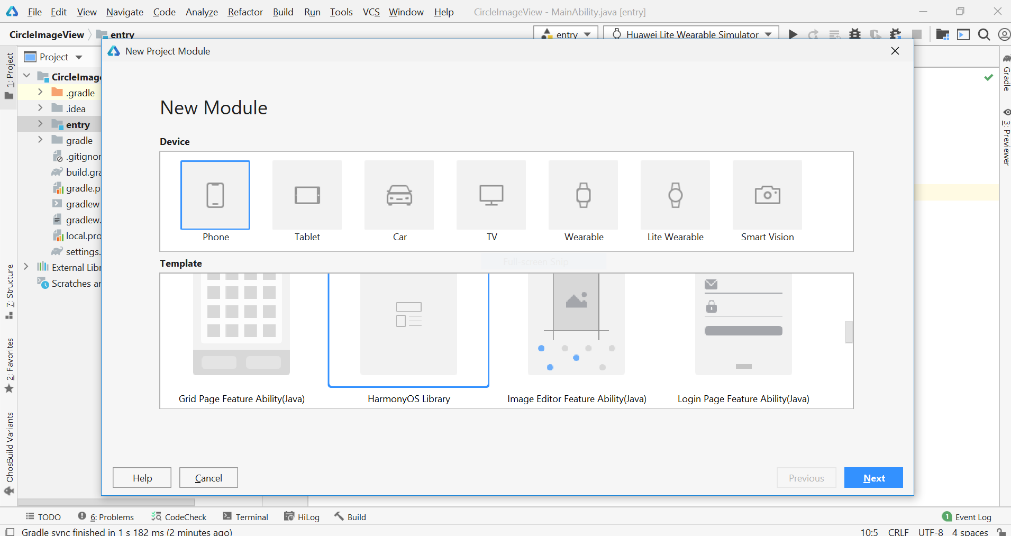 File Edit View Navigate Code Analyze Refactor Build Run Tools VCS Window Help CircleImageView - MainAbility.java [entry]
CircleImageView entry entry Huawei Lite Wearable Simulator
1: Project
Project
CircleImag
.gradle
.idea
entry
gradle
.gitignor
build.gra
gradle.p
gradlew
gradlew.
local.pro
settings.
External Libr
Scratches ar
7: Structure
2: Favorites
OhosBuild Variants
New Project Module
New Module
Device
Phone Tablet Car TV Wearable Lite Wearable Smart Vision
Template
Grid Page Feature Ability(Java) HarmonyOS Library Image Editor Feature Ability(Java) Login Page Feature Ability(Java)
Help Cancel Previous Next
Gradle
3: Previewer
TODO 6: Problems CodeCheck Terminal HiLog Build 1 Event Log
Gradle sync finished in 1 s 182 ms (2 minutes ago) 10:5 CRLF UTF-8 4 spaces